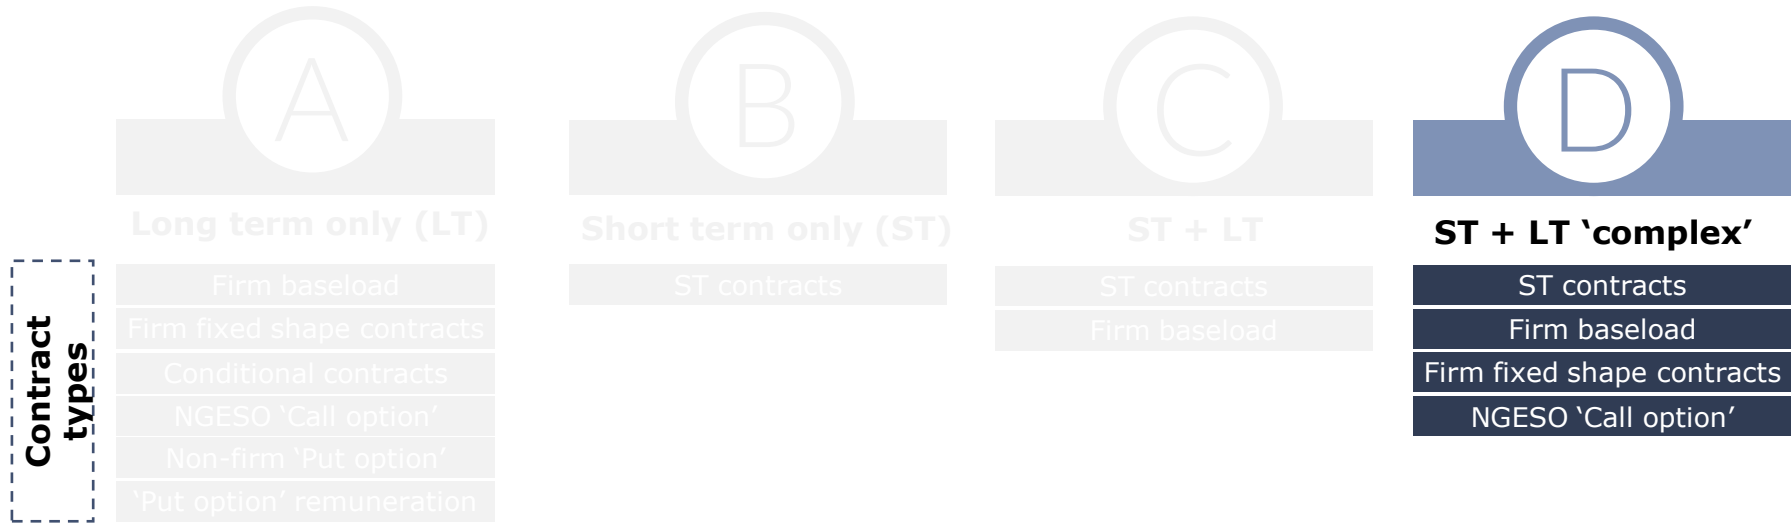 A
B
C
D
Long term only (LT)
Short term only (ST)
ST + LT
ST + LT ‘complex’
Contract
types
Firm baseload
Firm fixed shape contracts
Conditional contracts
NGESO ‘Call option’
Non-firm ‘Put option’
‘Put option’ remuneration
ST contracts
ST contracts
Firm baseload
ST contracts
Firm baseload
Firm fixed shape contracts
NGESO ‘Call option’